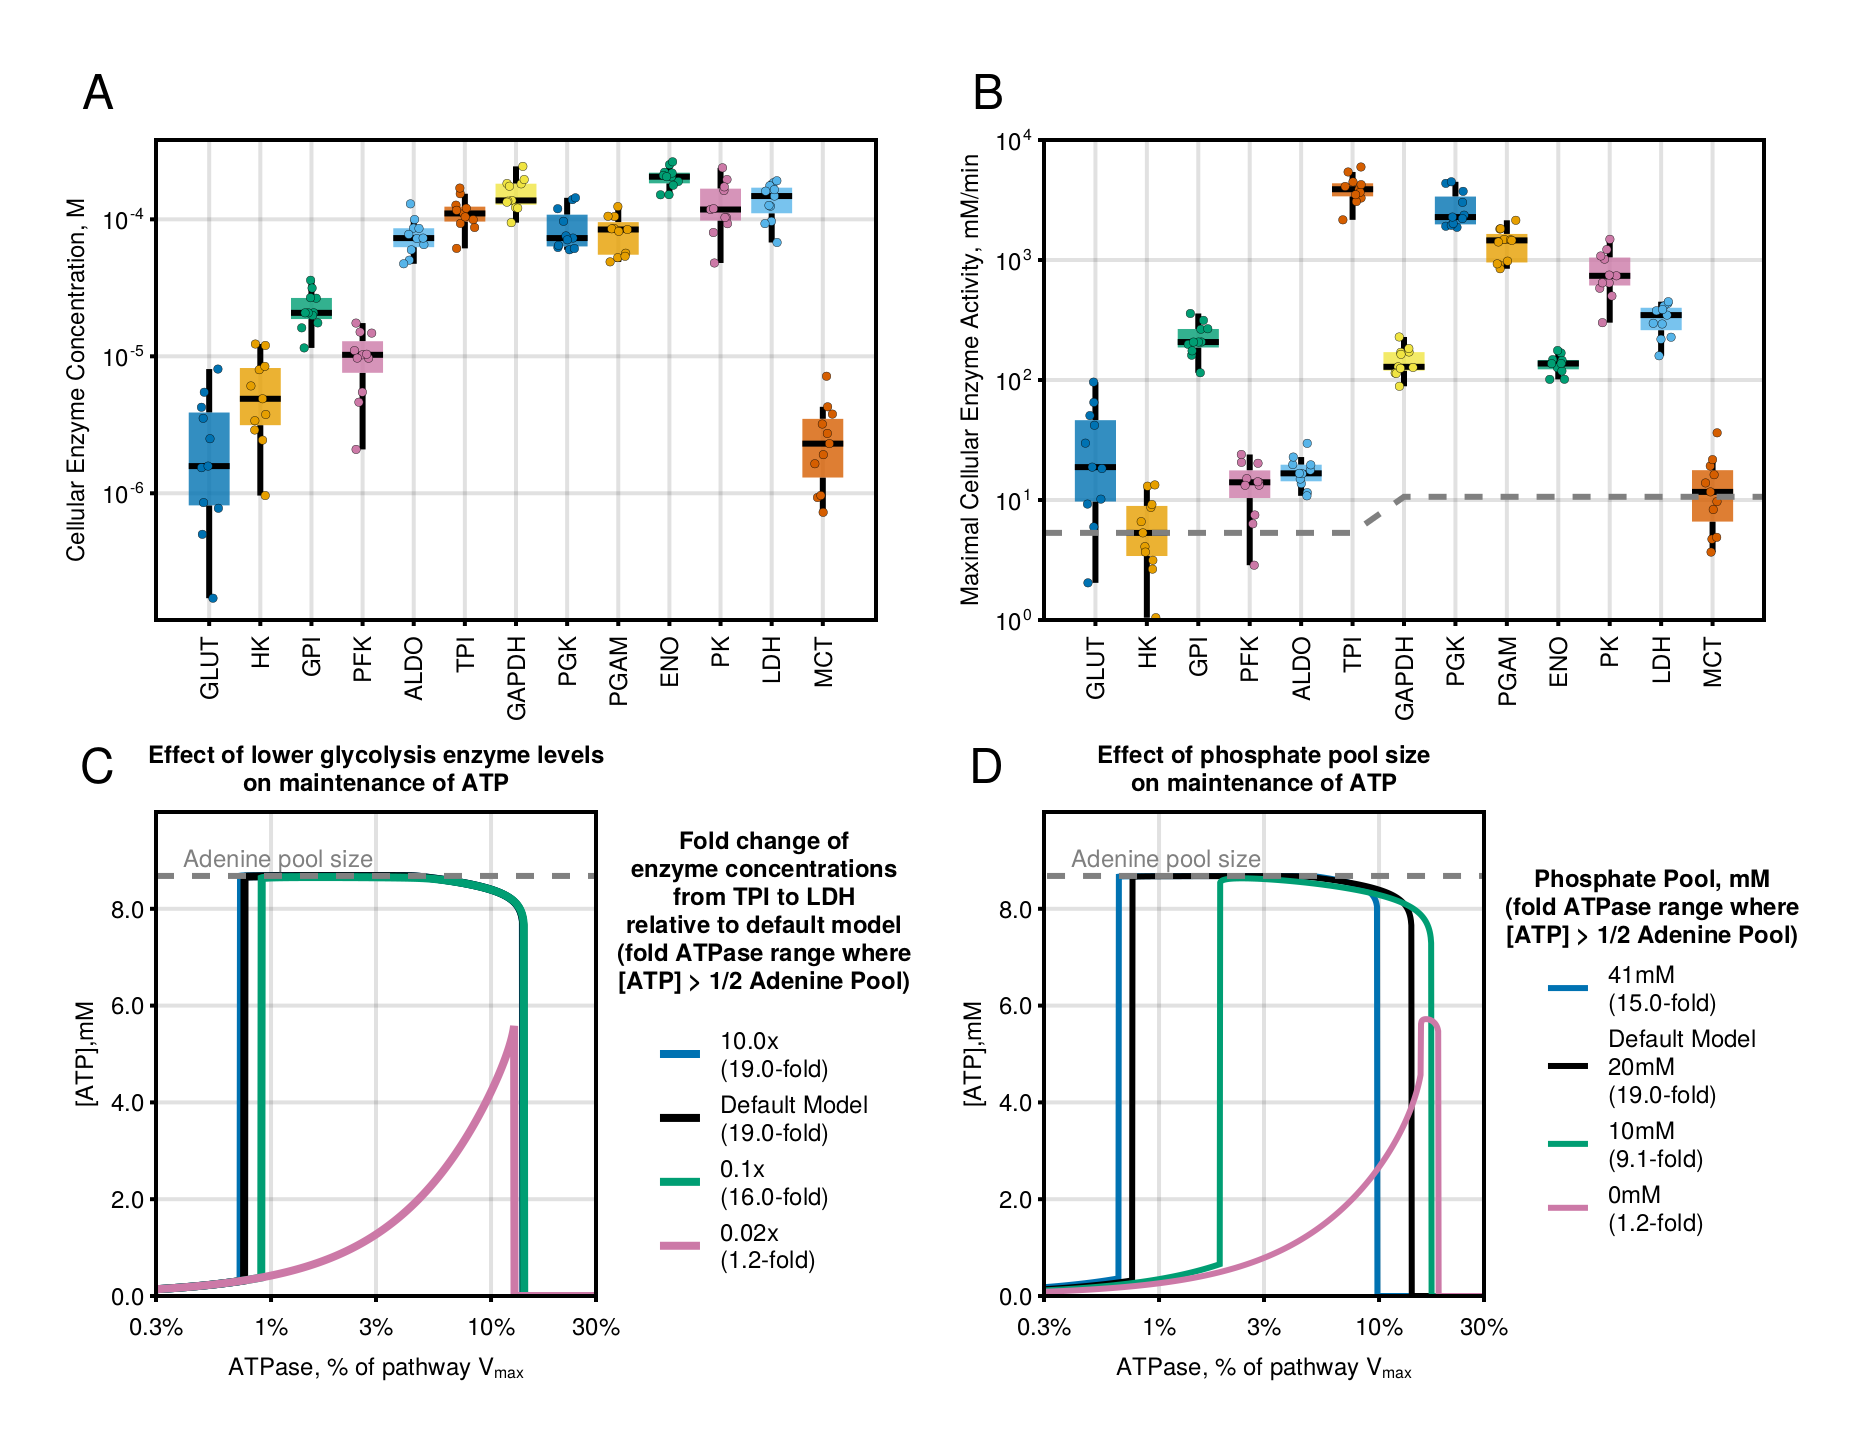 A
Cellular Enzyme Concentration, M
10^-4
10^-5
10^-6
GLUT
HK
GPI
PFK
ALDO
TPI
GAPDH
PGK
PGAM
ENO
PK
LDH
MCT
B
Maximal Cellular Enzyme Activity, mM/min
10^4
10^3
10^2
10^1
10^0
GLUT
HK
GPI
PFK
ALDO
TPI
GAPDH
PGK
PGAM
ENO
PK
LDH
MCT
C
Effect of lower glycolysis enzyme levels
on maintenance of ATP
Adenine pool size
[ATP],mM
8.0
6.0
4.0
2.0
0.0
0.3%
1%
3%
10%
30%
ATPase, % of pathway Vmax
Fold change of
enzyme concentrations
from TPI to LDH
relative to default model
(fold ATPase range where
[ATP] > 1/2 Adenine Pool)
10.0x
(19.0-fold)
Default Model
(19.0-fold)
0.1x
(16.0-fold)
0.02x
(1.2-fold)
D
Effect of phosphate pool size
on maintenance of ATP
Adenine pool size
[ATP],mM
8.0
6.0
4.0
2.0
0.0
0.3%
1%
3%
10%
30%
ATPase, % of pathway Vmax
Phosphate Pool, mM
(fold ATPase range where
[ATP] > 1/2 Adenine Pool)
41mM
(15.0-fold)
Default Model
20mM
(19.0-fold)
10mM
(9.1-fold)
0mM
(1.2-fold)